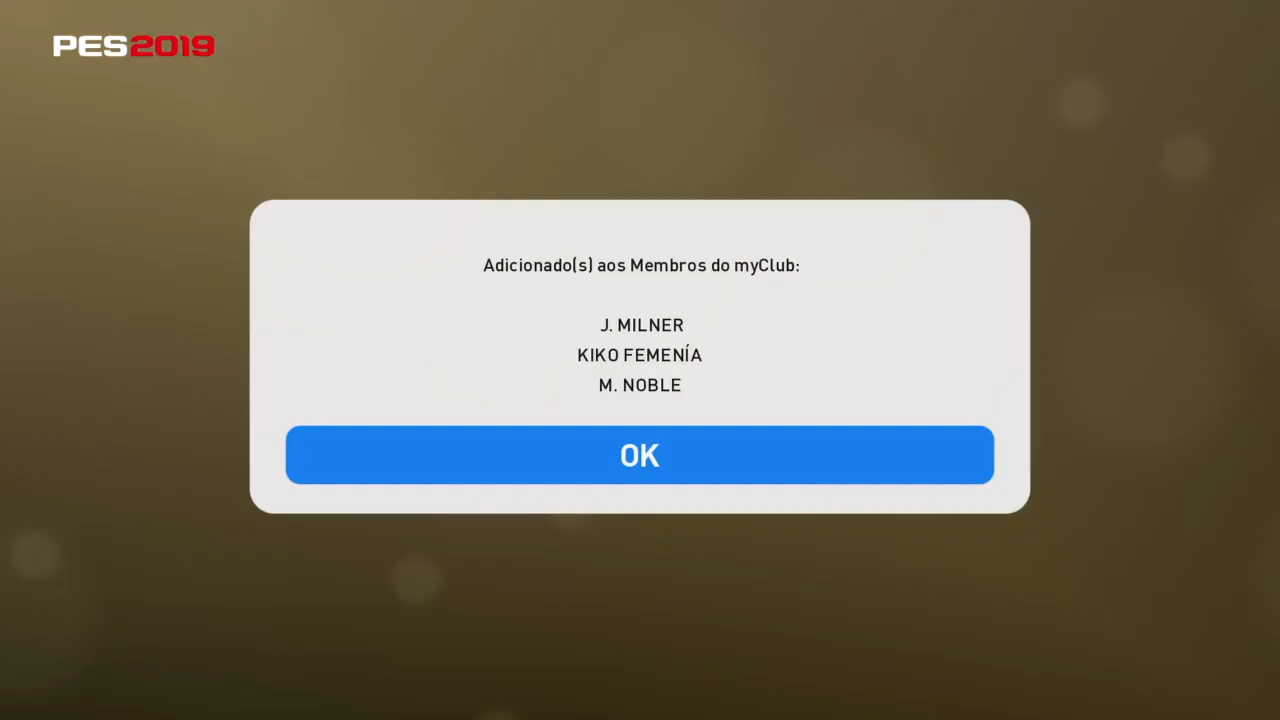 PES2019
Adicionado(s) aos Membros do myClub:
J. MILNER
KIKO FEMENÍA
M. NOBLE
OK